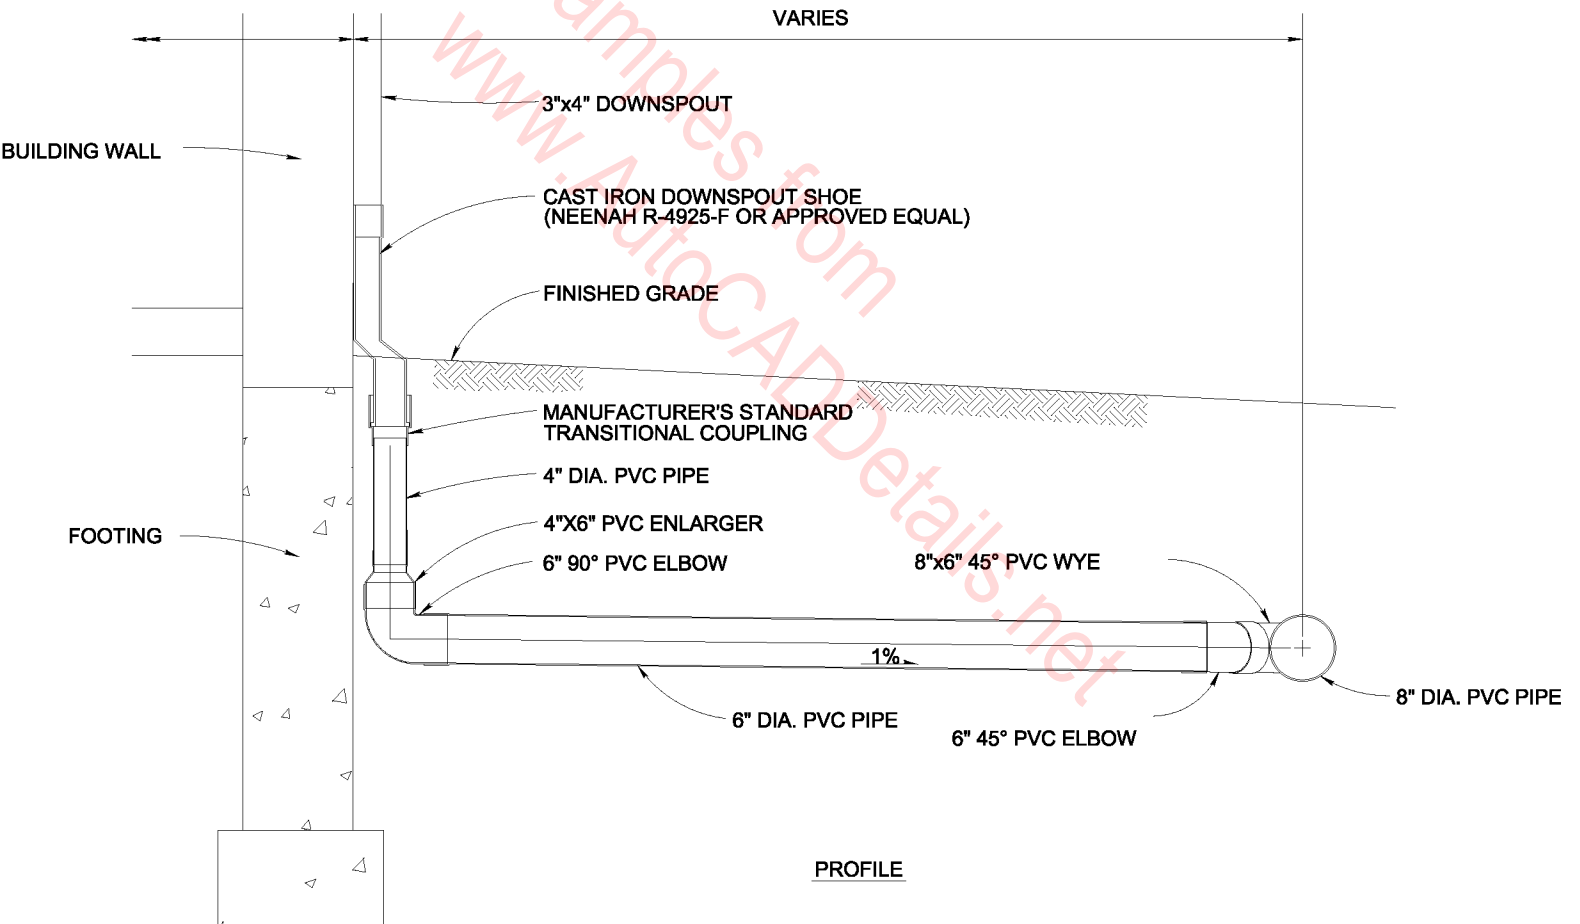 VARIES
3"x4" DOWNSPOUT
BUILDING WALL
CAST IRON DOWNSPOUT SHOE
(NEENAH R-4925-F OR APPROVED EQUAL)
FINISHED GRADE
MANUFACTURER'S STANDARD
TRANSITIONAL COUPLING
4" DIA. PVC PIPE
4"X6" PVC ENLARGER
FOOTING
6" 90° PVC ELBOW
8"x6" 45° PVC WYE
1%
8" DIA. PVC PIPE
6" DIA. PVC PIPE
6" 45° PVC ELBOW
PROFILE
amples from
www.AutoCADDetails.net